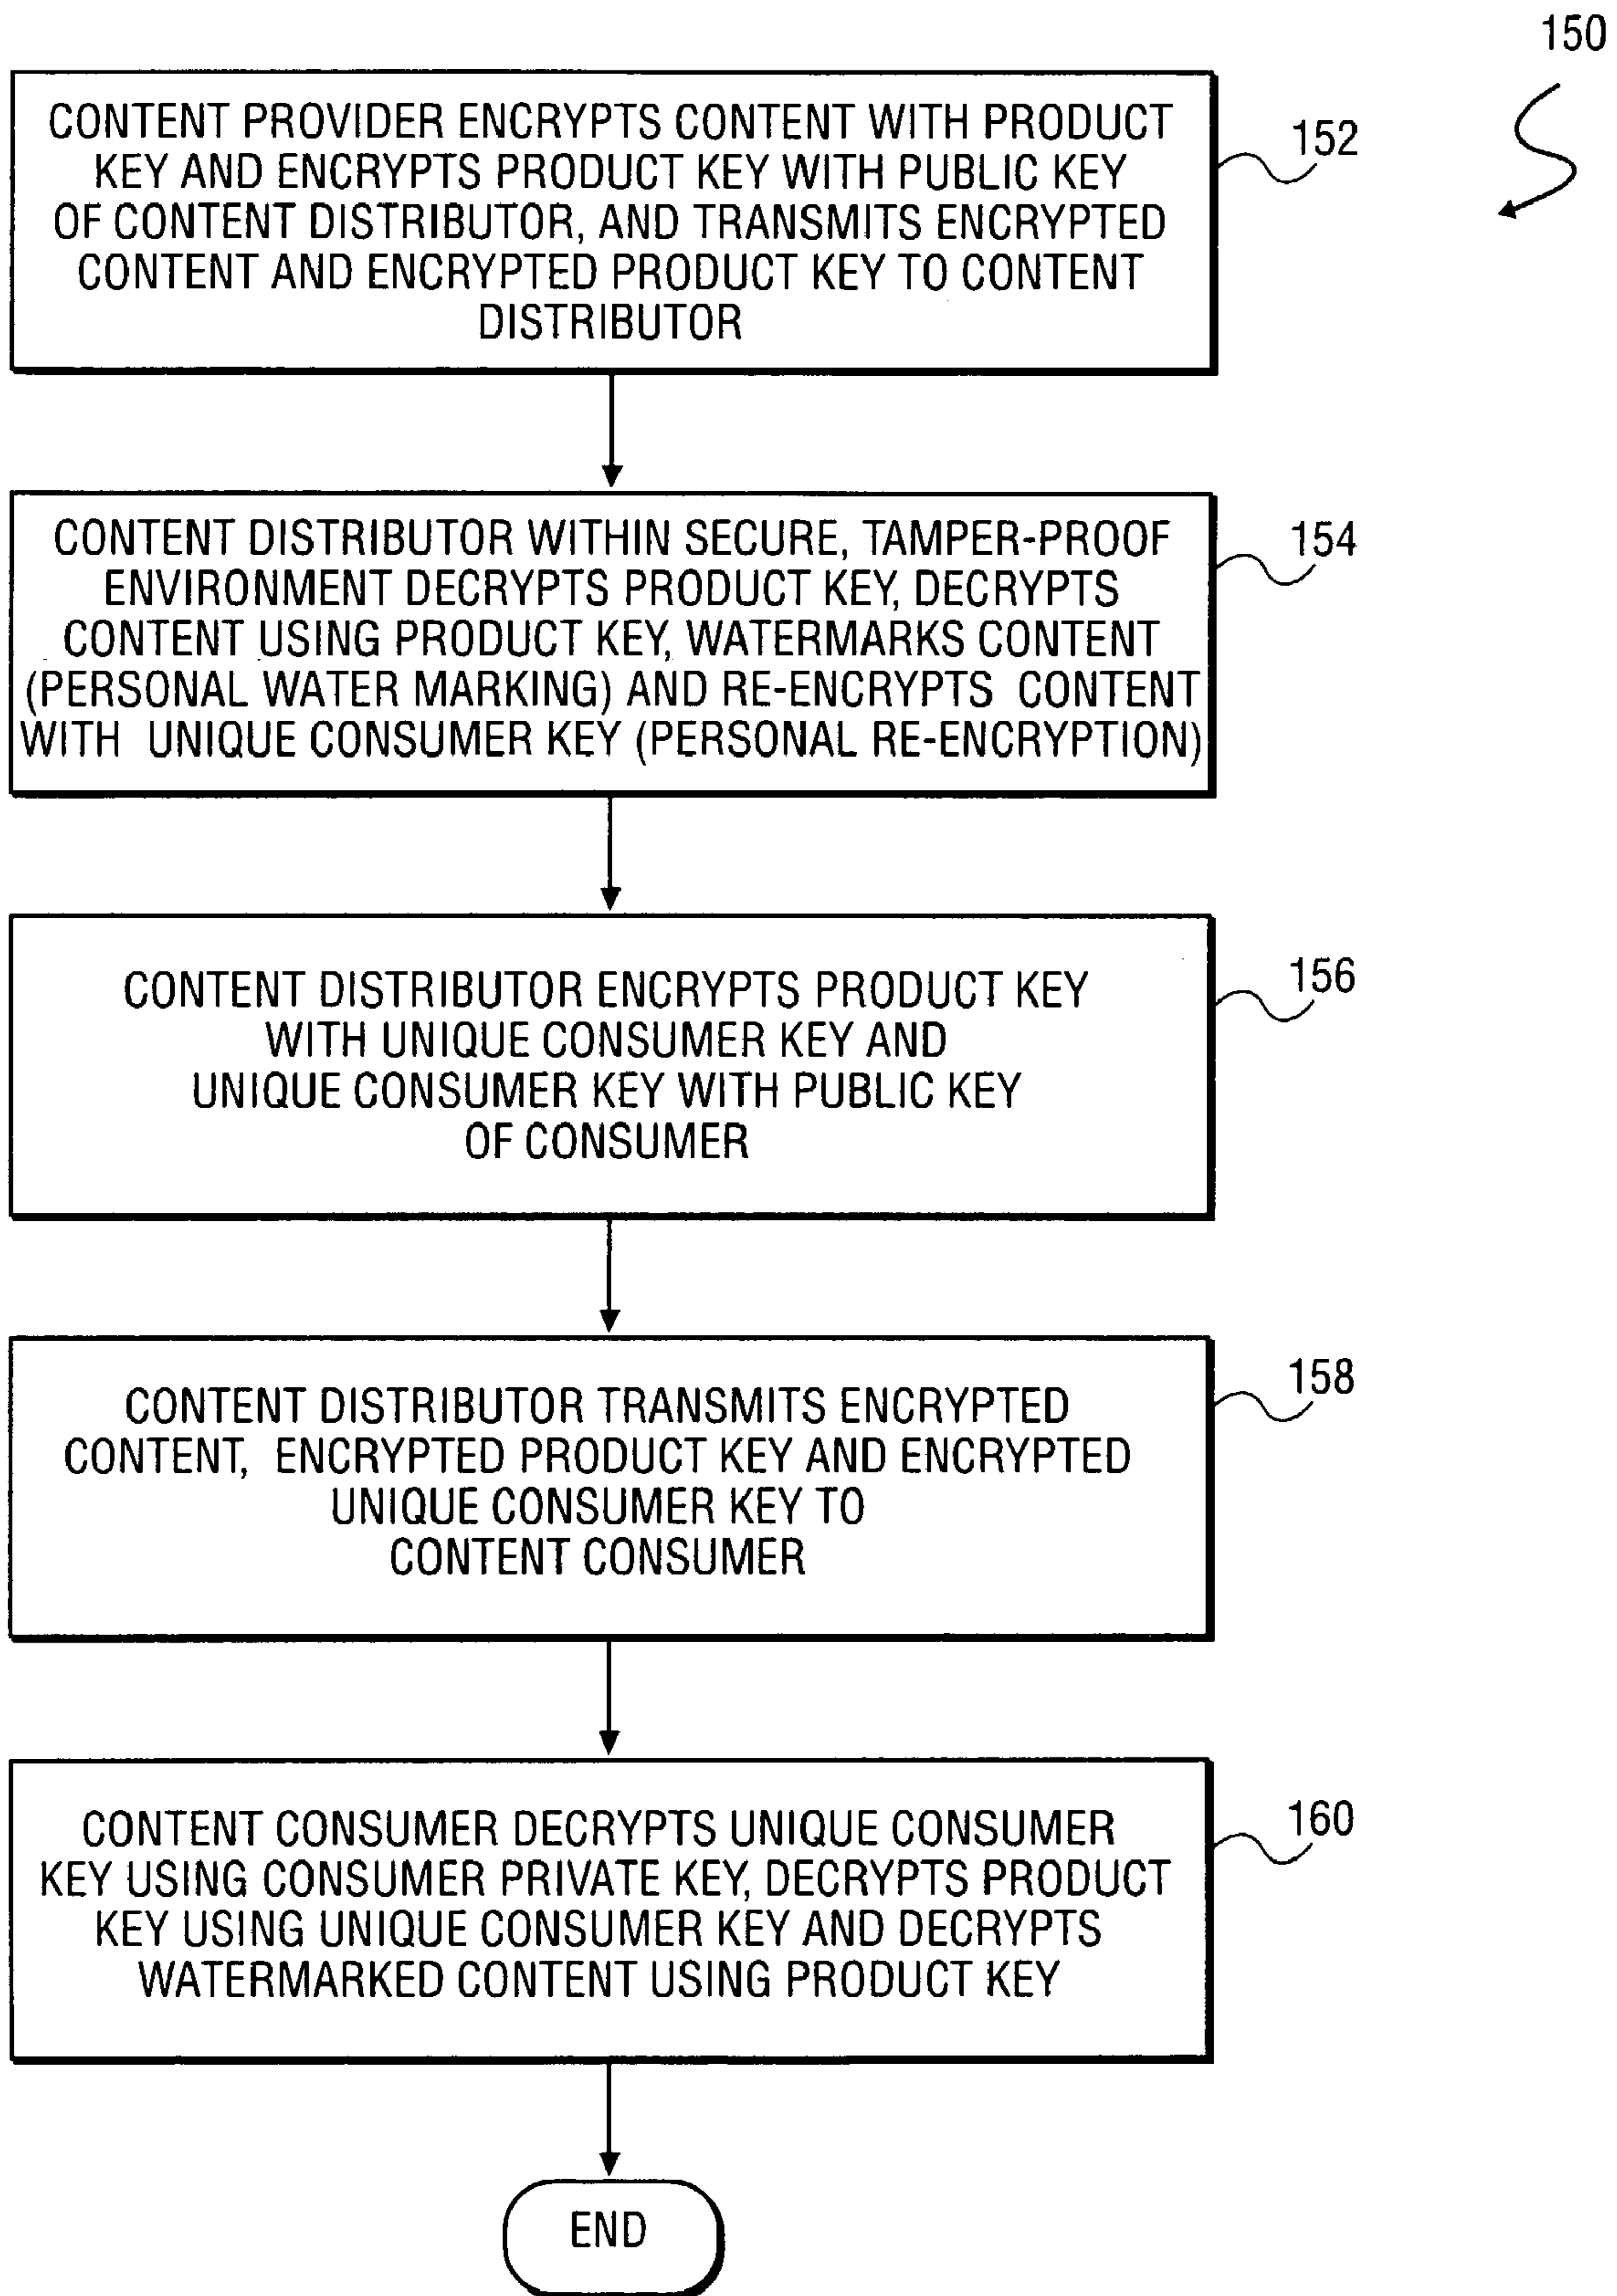 150
CONTENT PROVIDER ENCRYPTS CONTENT WITH PRODUCT
KEY AND ENCRYPTS PRODUCT KEY WITH PUBLIC KEY
OF CONTENT DISTRIBUTOR, AND TRANSMITS ENCRYPTED
CONTENT AND ENCRYPTED PRODUCT KEY TO CONTENT
DISTRIBUTOR
152
CONTENT DISTRIBUTOR WITHIN SECURE, TAMPER-PROOF
ENVIRONMENT DECRYPTS PRODUCT KEY, DECRYPTS
CONTENT USING PRODUCT KEY, WATERMARKS CONTENT
(PERSONAL WATER MARKING) AND RE-ENCRYPTS CONTENT
WITH UNIQUE CONSUMER KEY (PERSONAL RE-ENCRYPTION)
154
CONTENT DISTRIBUTOR ENCRYPTS PRODUCT KEY
WITH UNIQUE CONSUMER KEY AND
UNIQUE CONSUMER KEY WITH PUBLIC KEY
OF CONSUMER
156
CONTENT DISTRIBUTOR TRANSMITS ENCRYPTED
CONTENT, ENCRYPTED PRODUCT KEY AND ENCRYPTED
UNIQUE CONSUMER KEY TO
CONTENT CONSUMER
158
CONTENT CONSUMER DECRYPTS UNIQUE CONSUMER
KEY USING CONSUMER PRIVATE KEY, DECRYPTS PRODUCT
KEY USING UNIQUE CONSUMER KEY AND DECRYPTS
WATERMARKED CONTENT USING PRODUCT KEY
160
END